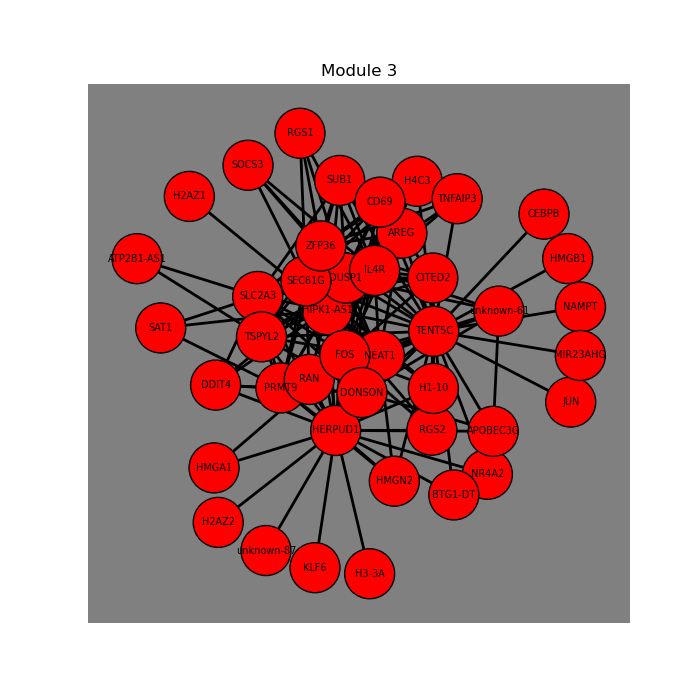 Module 3
RGS1
SOCS3
SUB1
H4C3
H2AZ1
CD69
TNFAIP3
CEBPB
AREG
ZFP36
ATP2B1-AS1
HMGB1
IL4R
DUSP1
CITED2
SEC61G
SLC2A3
NAMPT
HIPK1-AS1
unknown-61
SAT1
TSPYL2
TENT5C
FOS
NEAT1
MIR23AHG
DDIT4
PRMT9
RAN
DONSON
H1-10
JUN
HERPUD1
RGS2
APOBEC3G
HMGA1
HMGN2
NR4A2
BTG1-DT
H2AZ2
unknown-87
KLF6
H3-3A